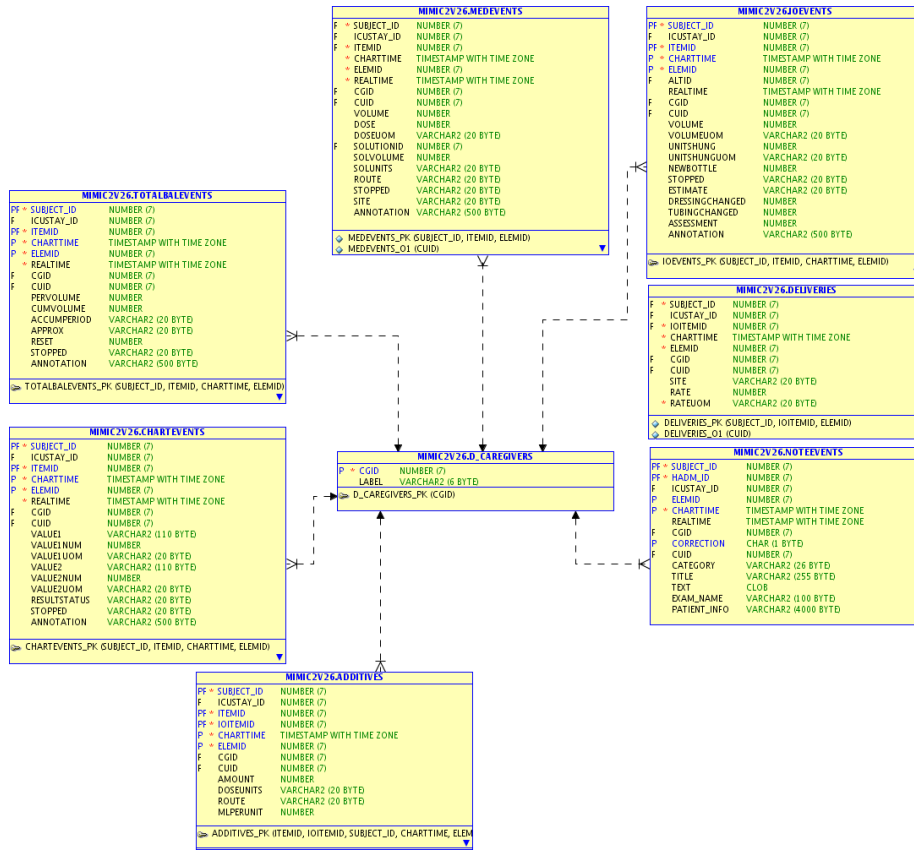 MIMIC2V26.MEDEVENTS
F * SUBJECT_ID NUMBER (7)
F ICUSTAY_ID NUMBER (7)
F * ITEMID NUMBER (7)
* CHARTTIME TIMESTAMP WITH TIME ZONE
* ELEMID NUMBER (7)
* REALTIME TIMESTAMP WITH TIME ZONE
F CGID NUMBER (7)
F CUID NUMBER (7)
VOLUME NUMBER
DOSE NUMBER
DOSEUOM VARCHAR2 (20 BYTE)
F SOLUTIONID NUMBER (7)
SOLVOLUME NUMBER
SOLUNITS VARCHAR2 (20 BYTE)
ROUTE VARCHAR2 (20 BYTE)
STOPPED VARCHAR2 (20 BYTE)
SITE VARCHAR2 (20 BYTE)
ANNOTATION VARCHAR2 (500 BYTE)
MEDEVENTS_PK (SUBJECT_ID, ITEMID, ELEMID)
MEDEVENTS_O1 (CUID)
MIMIC2V26.IOEVENTS
PF * SUBJECT_ID NUMBER (7)
F ICUSTAY_ID NUMBER (7)
PF * ITEMID NUMBER (7)
P * CHARTTIME TIMESTAMP WITH TIME ZONE
P * ELEMID NUMBER (7)
F ALTID NUMBER (7)
REALTIME TIMESTAMP WITH TIME ZONE
F CGID NUMBER (7)
F CUID NUMBER (7)
VOLUME NUMBER
VOLUMEUOM VARCHAR2 (20 BYTE)
UNITSHUNG NUMBER
UNITSHUNGUOM VARCHAR2 (20 BYTE)
NEWBOTTLE NUMBER
STOPPED VARCHAR2 (20 BYTE)
ESTIMATE VARCHAR2 (20 BYTE)
DRESSINGCHANGED NUMBER
TUBINGCHANGED NUMBER
ASSESSMENT NUMBER
ANNOTATION VARCHAR2 (500 BYTE)
IOEVENTS_PK (SUBJECT_ID, ITEMID, CHARTTIME, ELEMID)
MIMIC2V26.TOTALBALEVENTS
PF * SUBJECT_ID NUMBER (7)
F ICUSTAY_ID NUMBER (7)
PF * ITEMID NUMBER (7)
P * CHARTTIME TIMESTAMP WITH TIME ZONE
P * ELEMID NUMBER (7)
* REALTIME TIMESTAMP WITH TIME ZONE
F CGID NUMBER (7)
F CUID NUMBER (7)
PERVOLUME NUMBER
CUMVOLUME NUMBER
ACCUMPERIOD VARCHAR2 (20 BYTE)
APPROX VARCHAR2 (20 BYTE)
RESET NUMBER
STOPPED VARCHAR2 (20 BYTE)
ANNOTATION VARCHAR2 (500 BYTE)
TOTALBALEVENTS_PK (SUBJECT_ID, ITEMID, CHARTTIME, ELEMID)
MIMIC2V26.DELIVERIES
F * SUBJECT_ID NUMBER (7)
F ICUSTAY_ID NUMBER (7)
F * IOITEMID NUMBER (7)
* CHARTTIME TIMESTAMP WITH TIME ZONE
* ELEMID NUMBER (7)
F CGID NUMBER (7)
F CUID NUMBER (7)
SITE VARCHAR2 (20 BYTE)
RATE NUMBER
* RATEUOM VARCHAR2 (20 BYTE)
DELIVERIES_PK (SUBJECT_ID, IOITEMID, ELEMID)
DELIVERIES_O1 (CUID)
MIMIC2V26.CHARTEVENTS
PF * SUBJECT_ID NUMBER (7)
F ICUSTAY_ID NUMBER (7)
PF * ITEMID NUMBER (7)
P * CHARTTIME TIMESTAMP WITH TIME ZONE
P * ELEMID NUMBER (7)
* REALTIME TIMESTAMP WITH TIME ZONE
F CGID NUMBER (7)
F CUID NUMBER (7)
VALUE1 VARCHAR2 (110 BYTE)
VALUE1NUM NUMBER
VALUE1UOM VARCHAR2 (20 BYTE)
VALUE2 VARCHAR2 (110 BYTE)
VALUE2NUM NUMBER
VALUE2UOM VARCHAR2 (20 BYTE)
RESULTSTATUS VARCHAR2 (20 BYTE)
STOPPED VARCHAR2 (20 BYTE)
ANNOTATION VARCHAR2 (500 BYTE)
CHARTEVENTS_PK (SUBJECT_ID, ITEMID, CHARTTIME, ELEMID)
MIMIC2V26.D_CAREGIVERS
P * CGID NUMBER (7)
LABEL VARCHAR2 (6 BYTE)
D_CAREGIVERS_PK (CGID)
MIMIC2V26.NOTEEVENTS
PF * SUBJECT_ID NUMBER (7)
PF * HADM_ID NUMBER (7)
F ICUSTAY_ID NUMBER (7)
P ELEMID NUMBER (7)
P * CHARTTIME TIMESTAMP WITH TIME ZONE
REALTIME TIMESTAMP WITH TIME ZONE
F CGID NUMBER (7)
P CORRECTION CHAR (1 BYTE)
F CUID NUMBER (7)
CATEGORY VARCHAR2 (26 BYTE)
TITLE VARCHAR2 (255 BYTE)
TEXT CLOB
EXAM_NAME VARCHAR2 (100 BYTE)
PATIENT_INFO VARCHAR2 (4000 BYTE)
MIMIC2V26.ADDITIVES
PF * SUBJECT_ID NUMBER (7)
F ICUSTAY_ID NUMBER (7)
PF * ITEMID NUMBER (7)
PF * IOITEMID NUMBER (7)
P * CHARTTIME TIMESTAMP WITH TIME ZONE
P * ELEMID NUMBER (7)
F CGID NUMBER (7)
F CUID NUMBER (7)
AMOUNT NUMBER
DOSEUNITS VARCHAR2 (20 BYTE)
ROUTE VARCHAR2 (20 BYTE)
MLPERUNIT NUMBER
ADDITIVES_PK (ITEMID, IOITEMID, SUBJECT_ID, CHARTTIME, ELEM